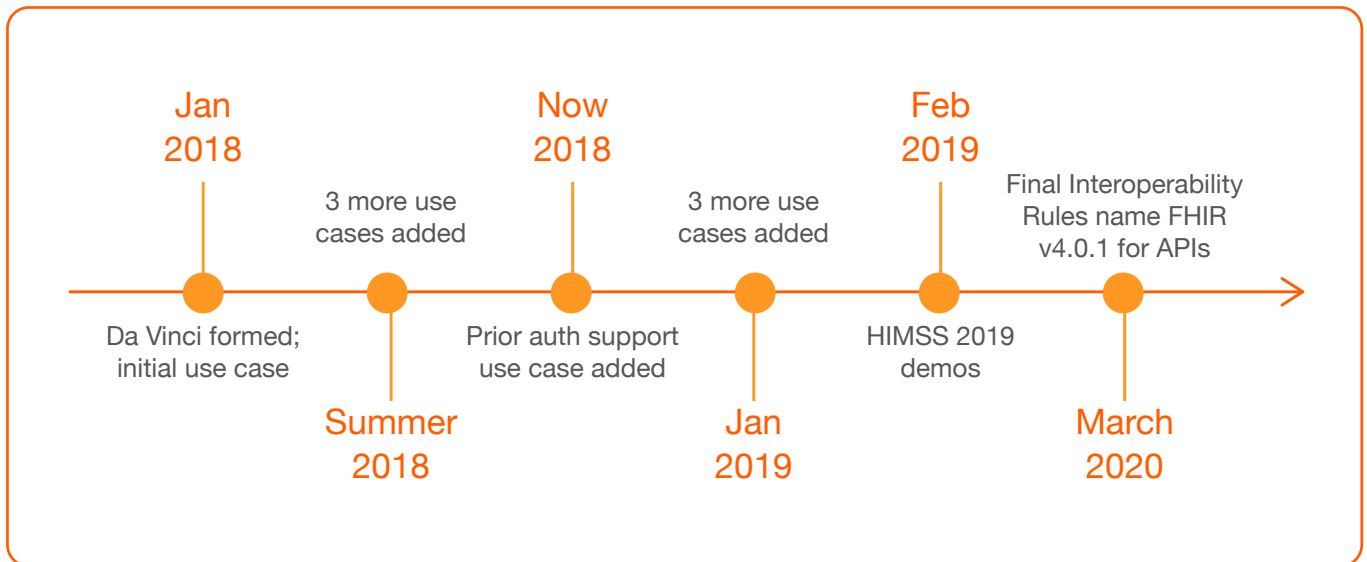 Jan
2018
Da Vinci formed;
initial use case
3 more use
cases added
Summer
2018
Now
2018
Prior auth support
use case added
3 more use
cases added
Jan
2019
Feb
2019
HIMSS 2019
demos
Final Interoperability
Rules name FHIR
v4.0.1 for APIs
March
2020